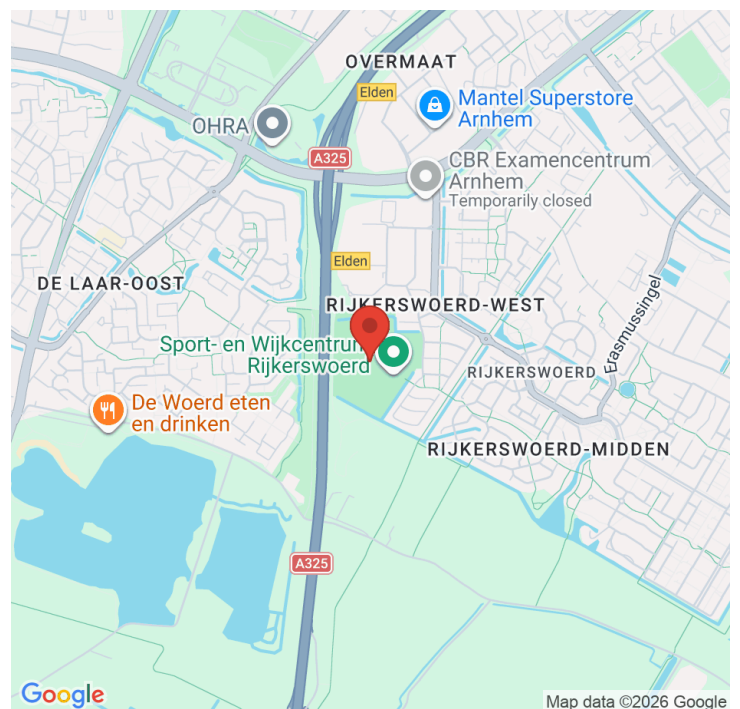 OVERMAAT
Elden
Mantel Superstore
Arnhem
OHRA
A325
CBR Examencentrum
Arnhem
Temporarily closed
Elden
DE LAAR-OOST
RIJKERSWOERD-WEST
Erasmussingel
Sport- en Wijkcentrum
Rijkerswoerd
RIJKERSWOERD
De Woerd eten
en drinken
RIJKERSWOERD-MIDDEN
A325
Google
Map data ©2026 Google